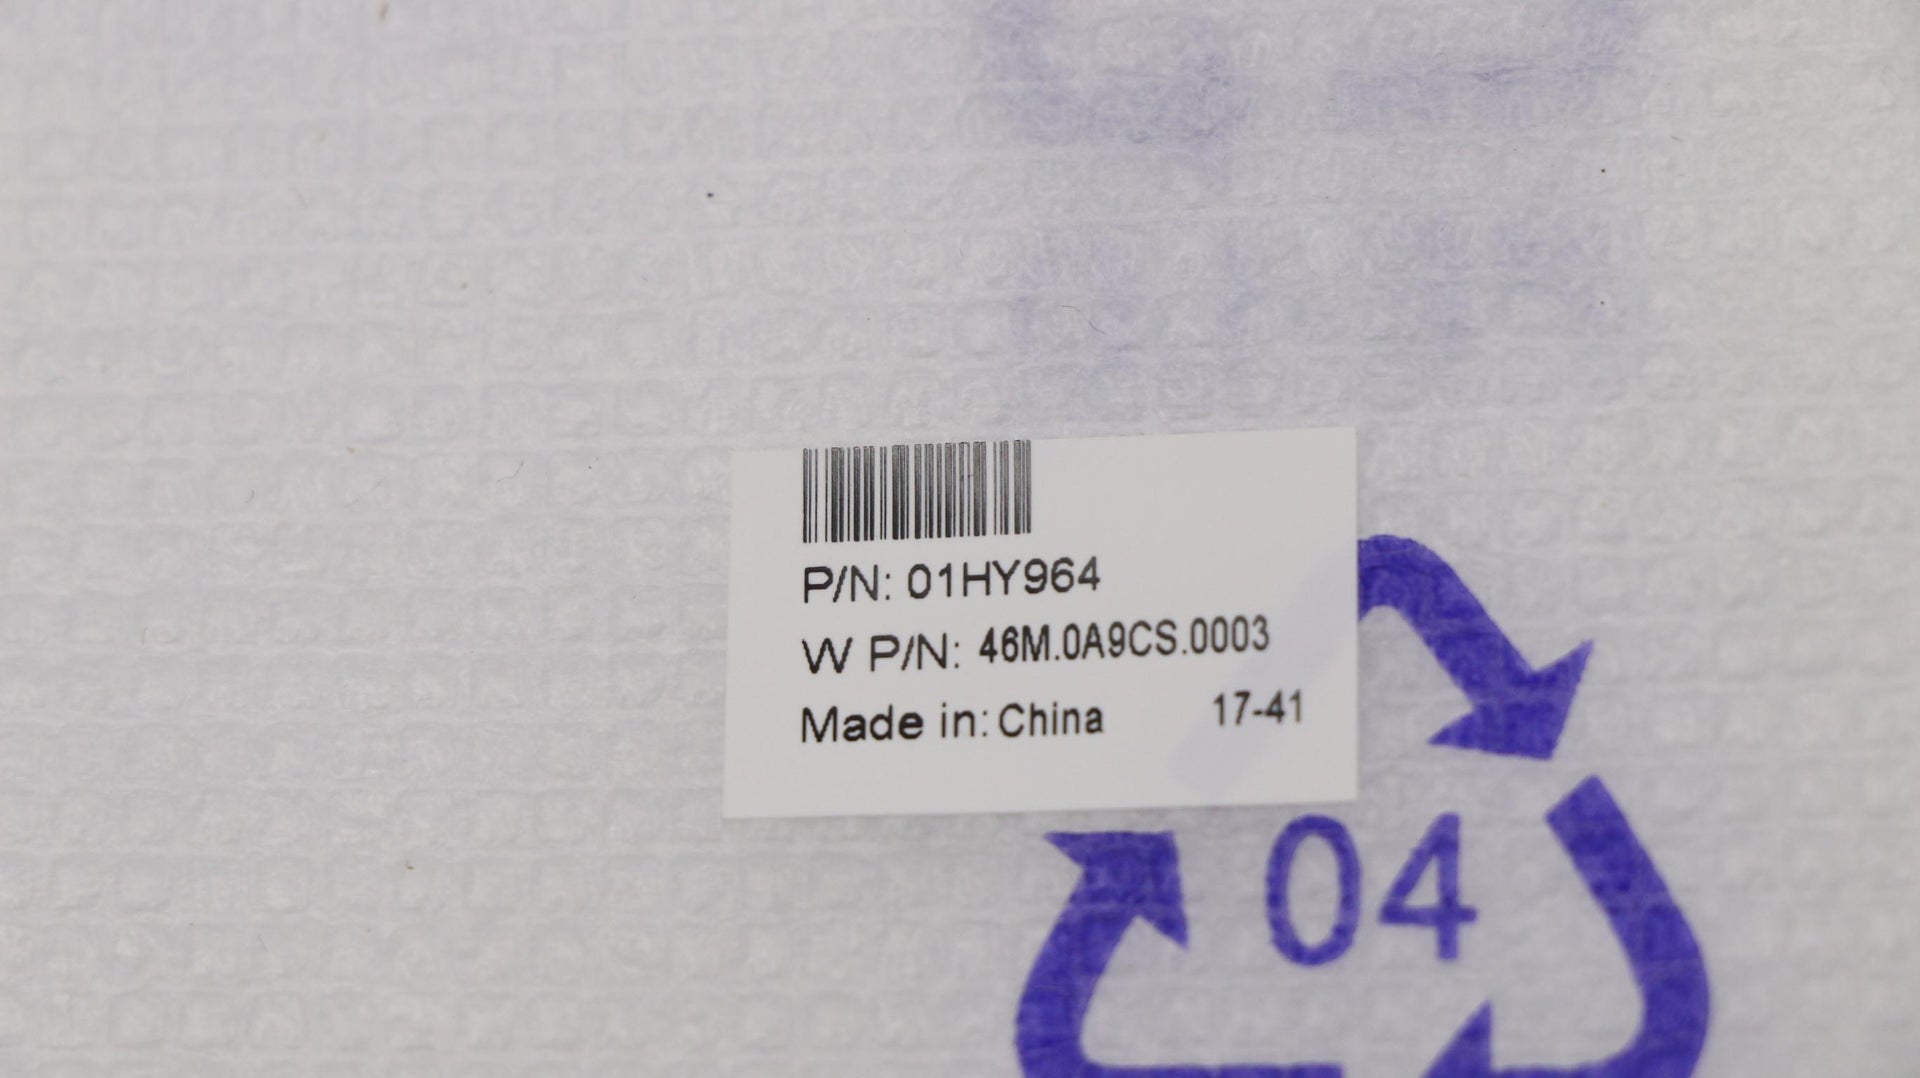 P/N: 01HY964
W P/N: 46M.0A9CS.0003
Made in: China 17-41
04